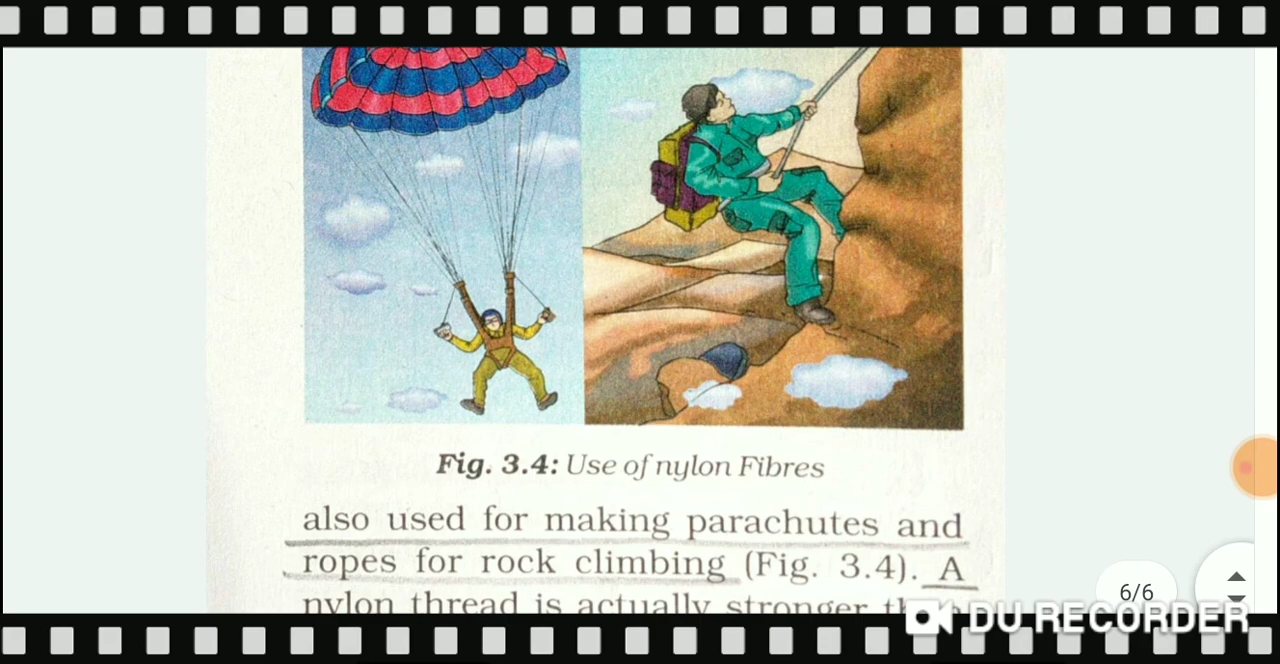 Fig. 3.4: Use of nylon Fibres
also used for making parachutes and
ropes for rock climbing (Fig. 3.4). A
nylon thread is actually stronger
6/6
DU RECORDER